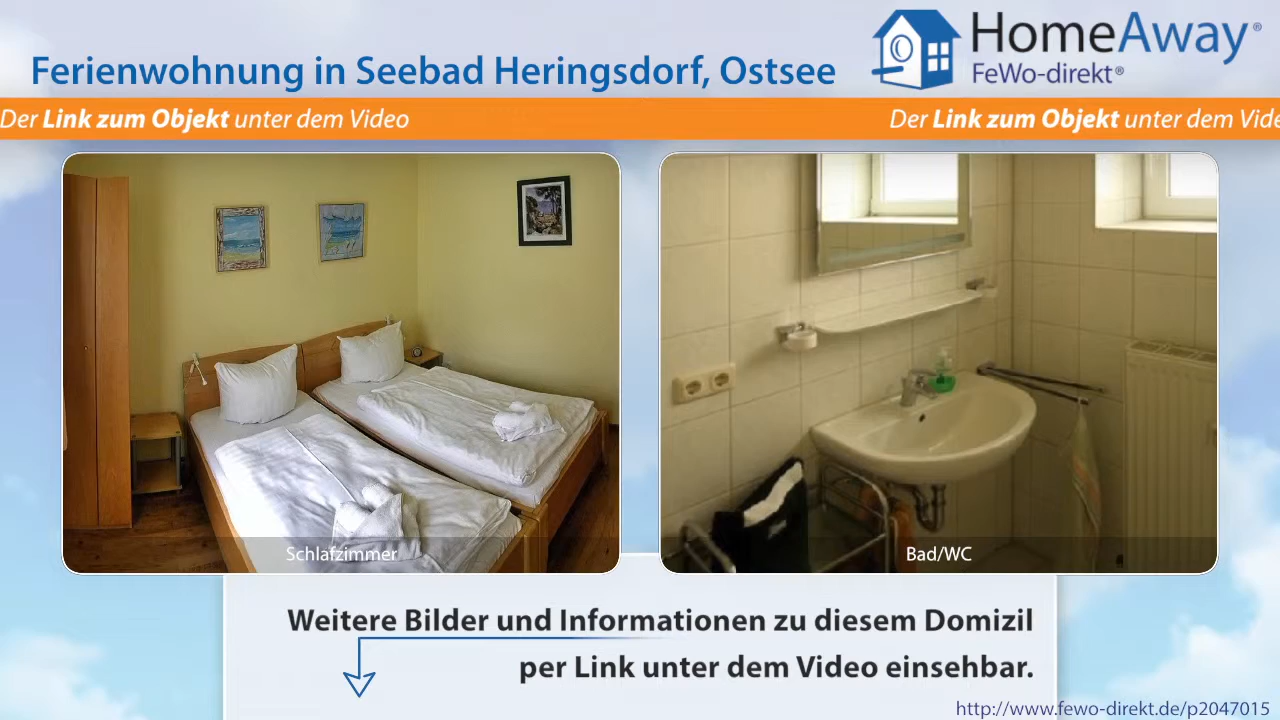 HomeAway®
Ferienwohnung in Seebad Heringsdorf, Ostsee
FeWo-direkt®
Der Link zum Objekt unter dem Video
Der Link zum Objekt unter dem Vide
Schlafzimmer
Bad/WC
Weitere Bilder und Informationen zu diesem Domizil
per Link unter dem Video einsehbar.
http://www.fewo-direkt.de/p2047015